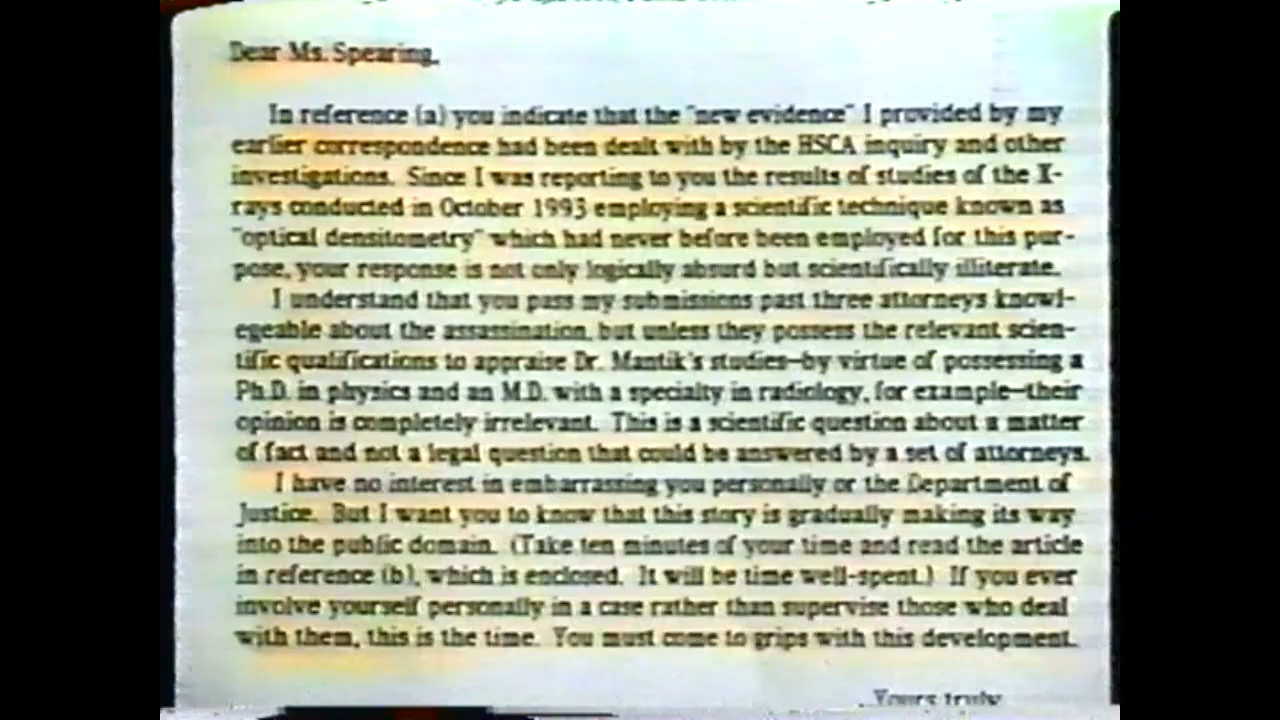 Dear Ms. Spearing,
In reference (a) you indicate that the "new evidence" I provided by my
earlier correspondence had been dealt with by the HSCA inquiry and other
investigations. Since I was reporting to you the results of studies of the X-
rays conducted in October 1993 employing a scientific technique known as
"optical densitometry" which had never before been employed for this pur-
pose, your response is not only logically absurd but scientifically illiterate.
I understand that you pass my submissions past three attorneys knowl-
egeable about the assassination, but unless they possess the relevant scien-
tific qualifications to appraise Dr. Mantik's studies—by virtue of possessing a
Ph.D. in physics and an M.D. with a specialty in radiology, for example—their
opinion is completely irrelevant. This is a scientific question about a matter
of fact and not a legal question that could be answered by a set of attorneys.
I have no interest in embarrassing you personally or the Department of
Justice. But I want you to know that this story is gradually making its way
into the public domain. (Take ten minutes of your time and read the article
in reference (b), which is enclosed. It will be time well-spent.) If you ever
involve yourself personally in a case rather than supervise those who deal
with them, this is the time. You must come to grips with this development.
Yours truly